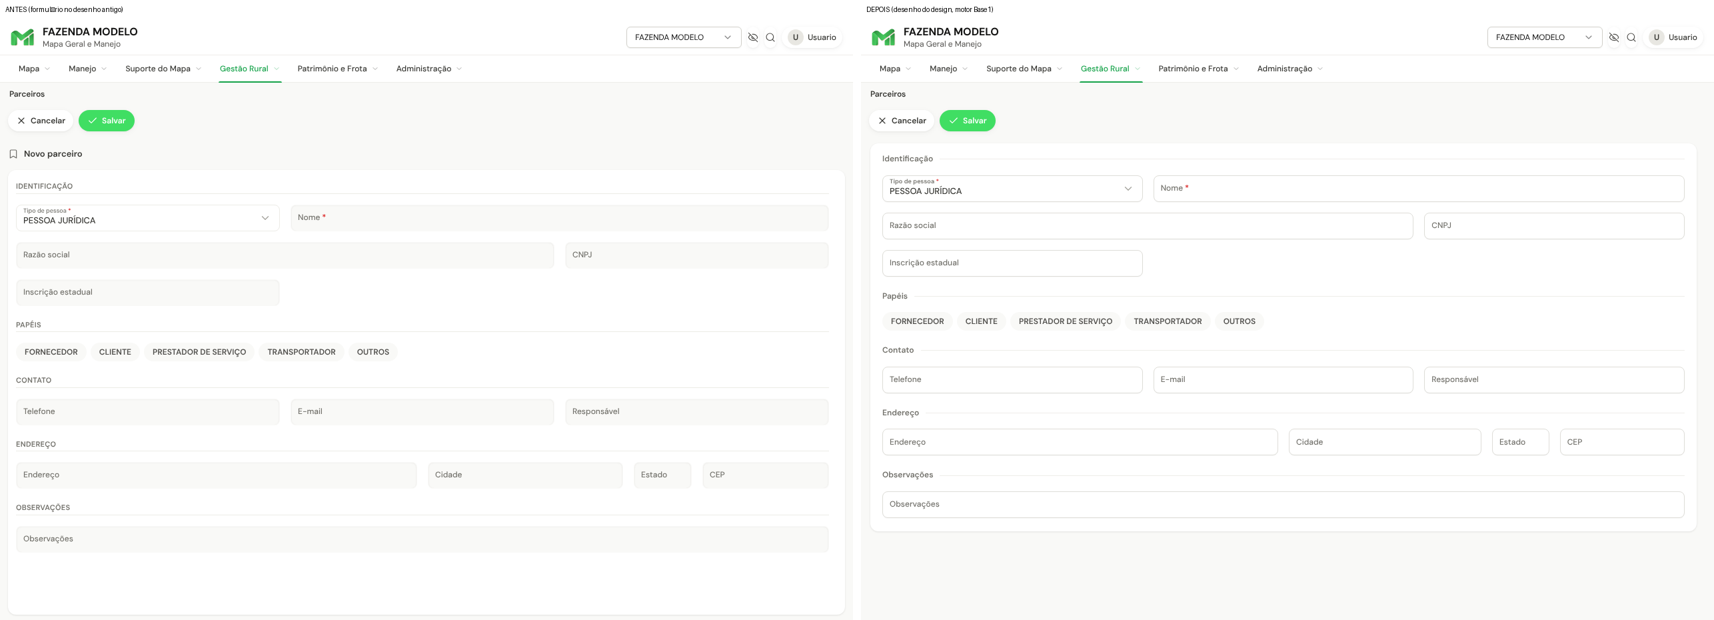 ANTES (formulário no desenho antigo)
FAZENDA MODELO
Mapa Geral e Manejo
FAZENDA MODELO
U Usuario
Mapa Manejo Suporte do Mapa Gestão Rural Patrimônio e Frota Administração
Parceiros
Cancelar Salvar
Novo parceiro
IDENTIFICAÇÃO
Tipo de pessoa *
PESSOA JURÍDICA
Nome *
Razão social CNPJ
Inscrição estadual
PAPÉIS
FORNECEDOR CLIENTE PRESTADOR DE SERVIÇO TRANSPORTADOR OUTROS
CONTATO
Telefone E-mail Responsável
ENDEREÇO
Endereço Cidade Estado CEP
OBSERVAÇÕES
Observações
DEPOIS (desenho do design, motor Base1)
FAZENDA MODELO
Mapa Geral e Manejo
FAZENDA MODELO
U Usuario
Mapa Manejo Suporte do Mapa Gestão Rural Patrimônio e Frota Administração
Parceiros
Cancelar Salvar
Identificação
Tipo de pessoa *
PESSOA JURÍDICA
Nome *
Razão social CNPJ
Inscrição estadual
Papéis
FORNECEDOR CLIENTE PRESTADOR DE SERVIÇO TRANSPORTADOR OUTROS
Contato
Telefone E-mail Responsável
Endereço
Endereço Cidade Estado CEP
Observações
Observações